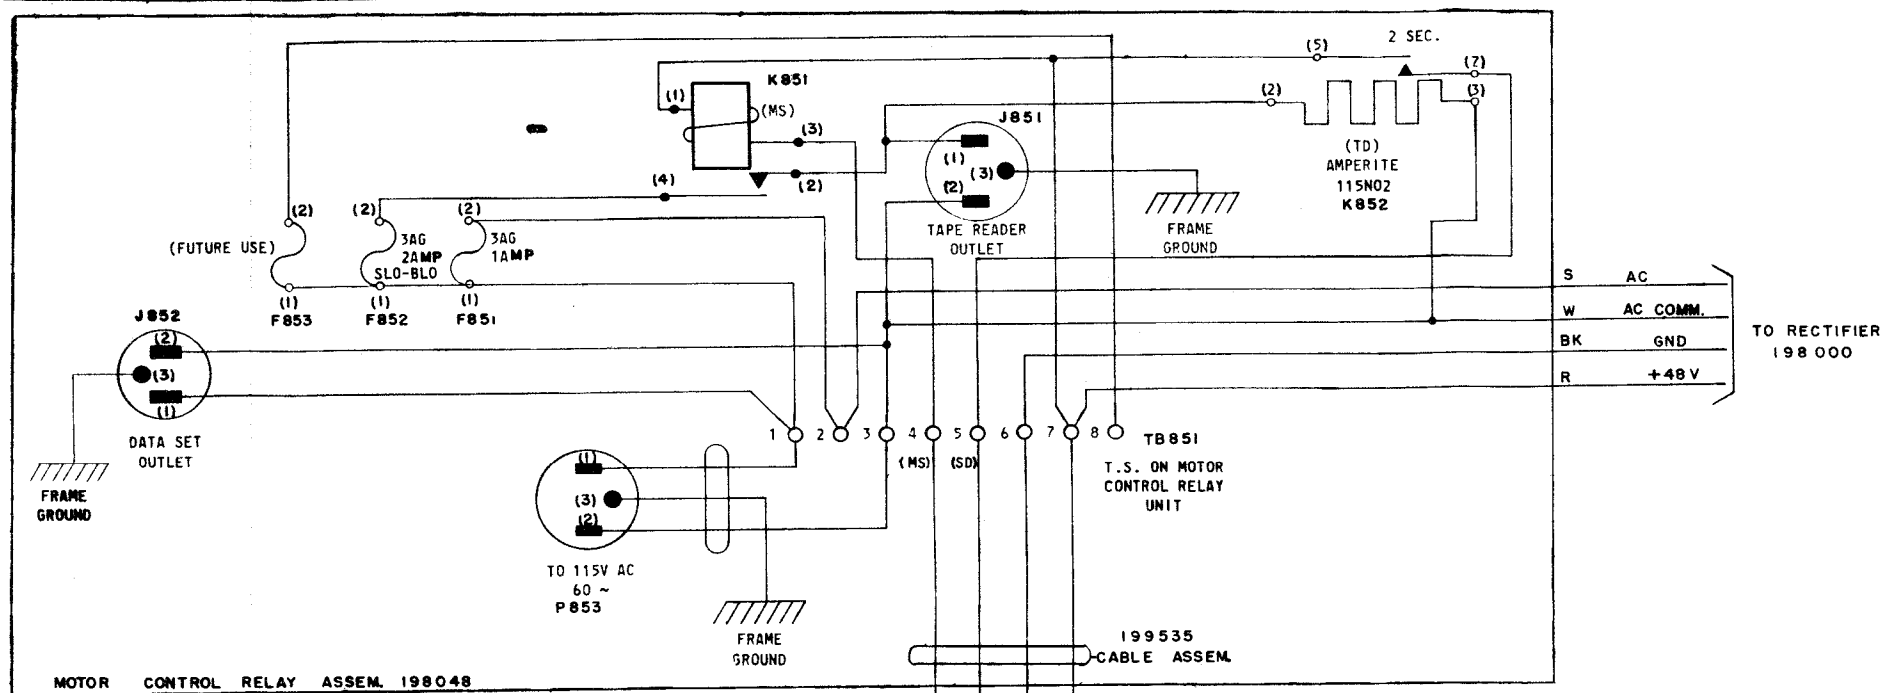 2 SEC.
(5)
(7)
K851
(1)
(MS)
(2)
(3)
J851
(3)
(TD)
AMPERITE
115N02
K852
(1)
(3)
(2)
(4)
(2)
FRAME
GROUND
TAPE READER
OUTLET
(2)
(2)
(2)
(FUTURE USE)
3AG
2AMP
SLO-BLO
3AG
1AMP
(1)
(1)
(1)
F853
F852
F851
S AC
W AC COMM.
BK GND
R +48V
TO RECTIFIER
198000
J852
(2)
(3)
(1)
DATA SET
OUTLET
FRAME
GROUND
1 2 3 4 5 6 7 8 TB851
(MS) (SD)
T.S. ON MOTOR
CONTROL RELAY
UNIT
(1)
(3)
(2)
TO 115V AC
60 ~
P853
FRAME
GROUND
199535
CABLE ASSEM.
MOTOR CONTROL RELAY ASSEM. 198048